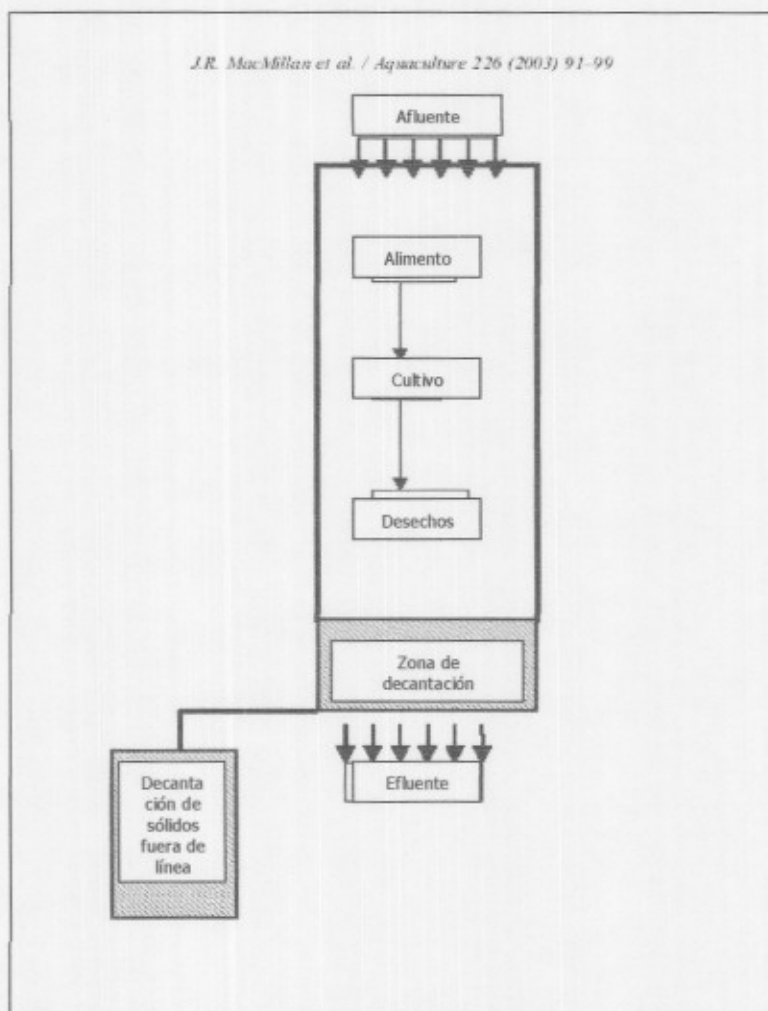 J.R. MacMillan et al. / Aquaculture 226 (2003) 91–99
Afluente
Alimento
Cultivo
Desechos
Zona de
decantación
Efluente
Decanta
ción de
sólidos
fuera de
línea